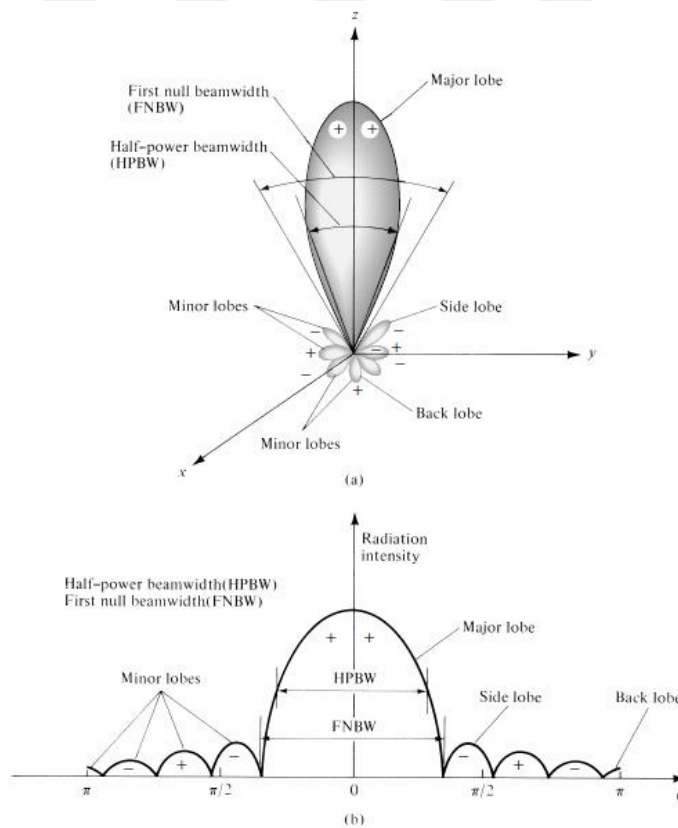 z
Major lobe
First null beamwidth
(FNBW)
+ +
Half-power beamwidth
(HPBW)
Minor lobes
Side lobe
− −
+ − +
y
− −
+
Back lobe
Minor lobes
x
(a)
Radiation
intensity
Half-power beamwidth(HPBW)
First null beamwidth(FNBW)
+ +
Major lobe
Minor lobes
HPBW
Side lobe
Back lobe
FNBW
− + − − + −
π π/2 0 π/2 π
(b)